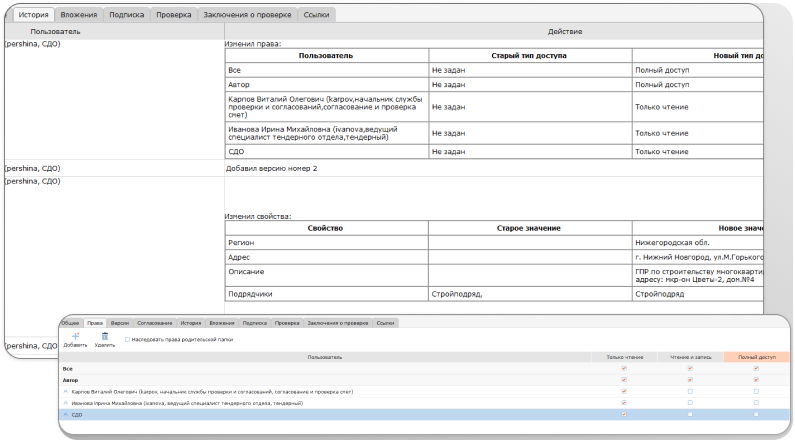 История Вложения Подписка Проверка Заключения о проверке Ссылки
Пользователь Действие
(pershina, СДО) Изменил права:
Пользователь Старый тип доступа Новый тип до
Все Не задан Полный доступ
Автор Не задан Полный доступ
Карпов Виталий Олегович (karpov,начальник службы
проверки и согласований,согласование и проверка
смет) Не задан Только чтение
Иванова Ирина Михайловна (ivanova,ведущий
специалист тендерного отдела,тендерный) Не задан Только чтение
СДО Не задан Только чтение
(pershina, СДО) Добавил версию номер 2
(pershina, СДО)
Изменил свойства:
Свойство Старое значение Новое знач
Регион Нижегородская обл.
Адрес г. Нижний Новгород, ул.М.Горького
Описание ГПР по строительству многокварти
адресу: мкр-он Цветы-2, дом.№4
Подрядчики Стройподряд, Стройподряд
(pershina, СДО)
Общие Права Версии Согласование История Вложения Подписка Проверка Заключения о проверке Ссылки
Добавить Удалить Наследовать права родительской папки
Пользователь Только чтение Чтение и запись Полный доступ
Все
Автор
Карпов Виталий Олегович (karpov, начальник службы проверки и согласований, согласование и проверка смет)
Иванова Ирина Михайловна (ivanova, ведущий специалист тендерного отдела, тендерный)
СДО